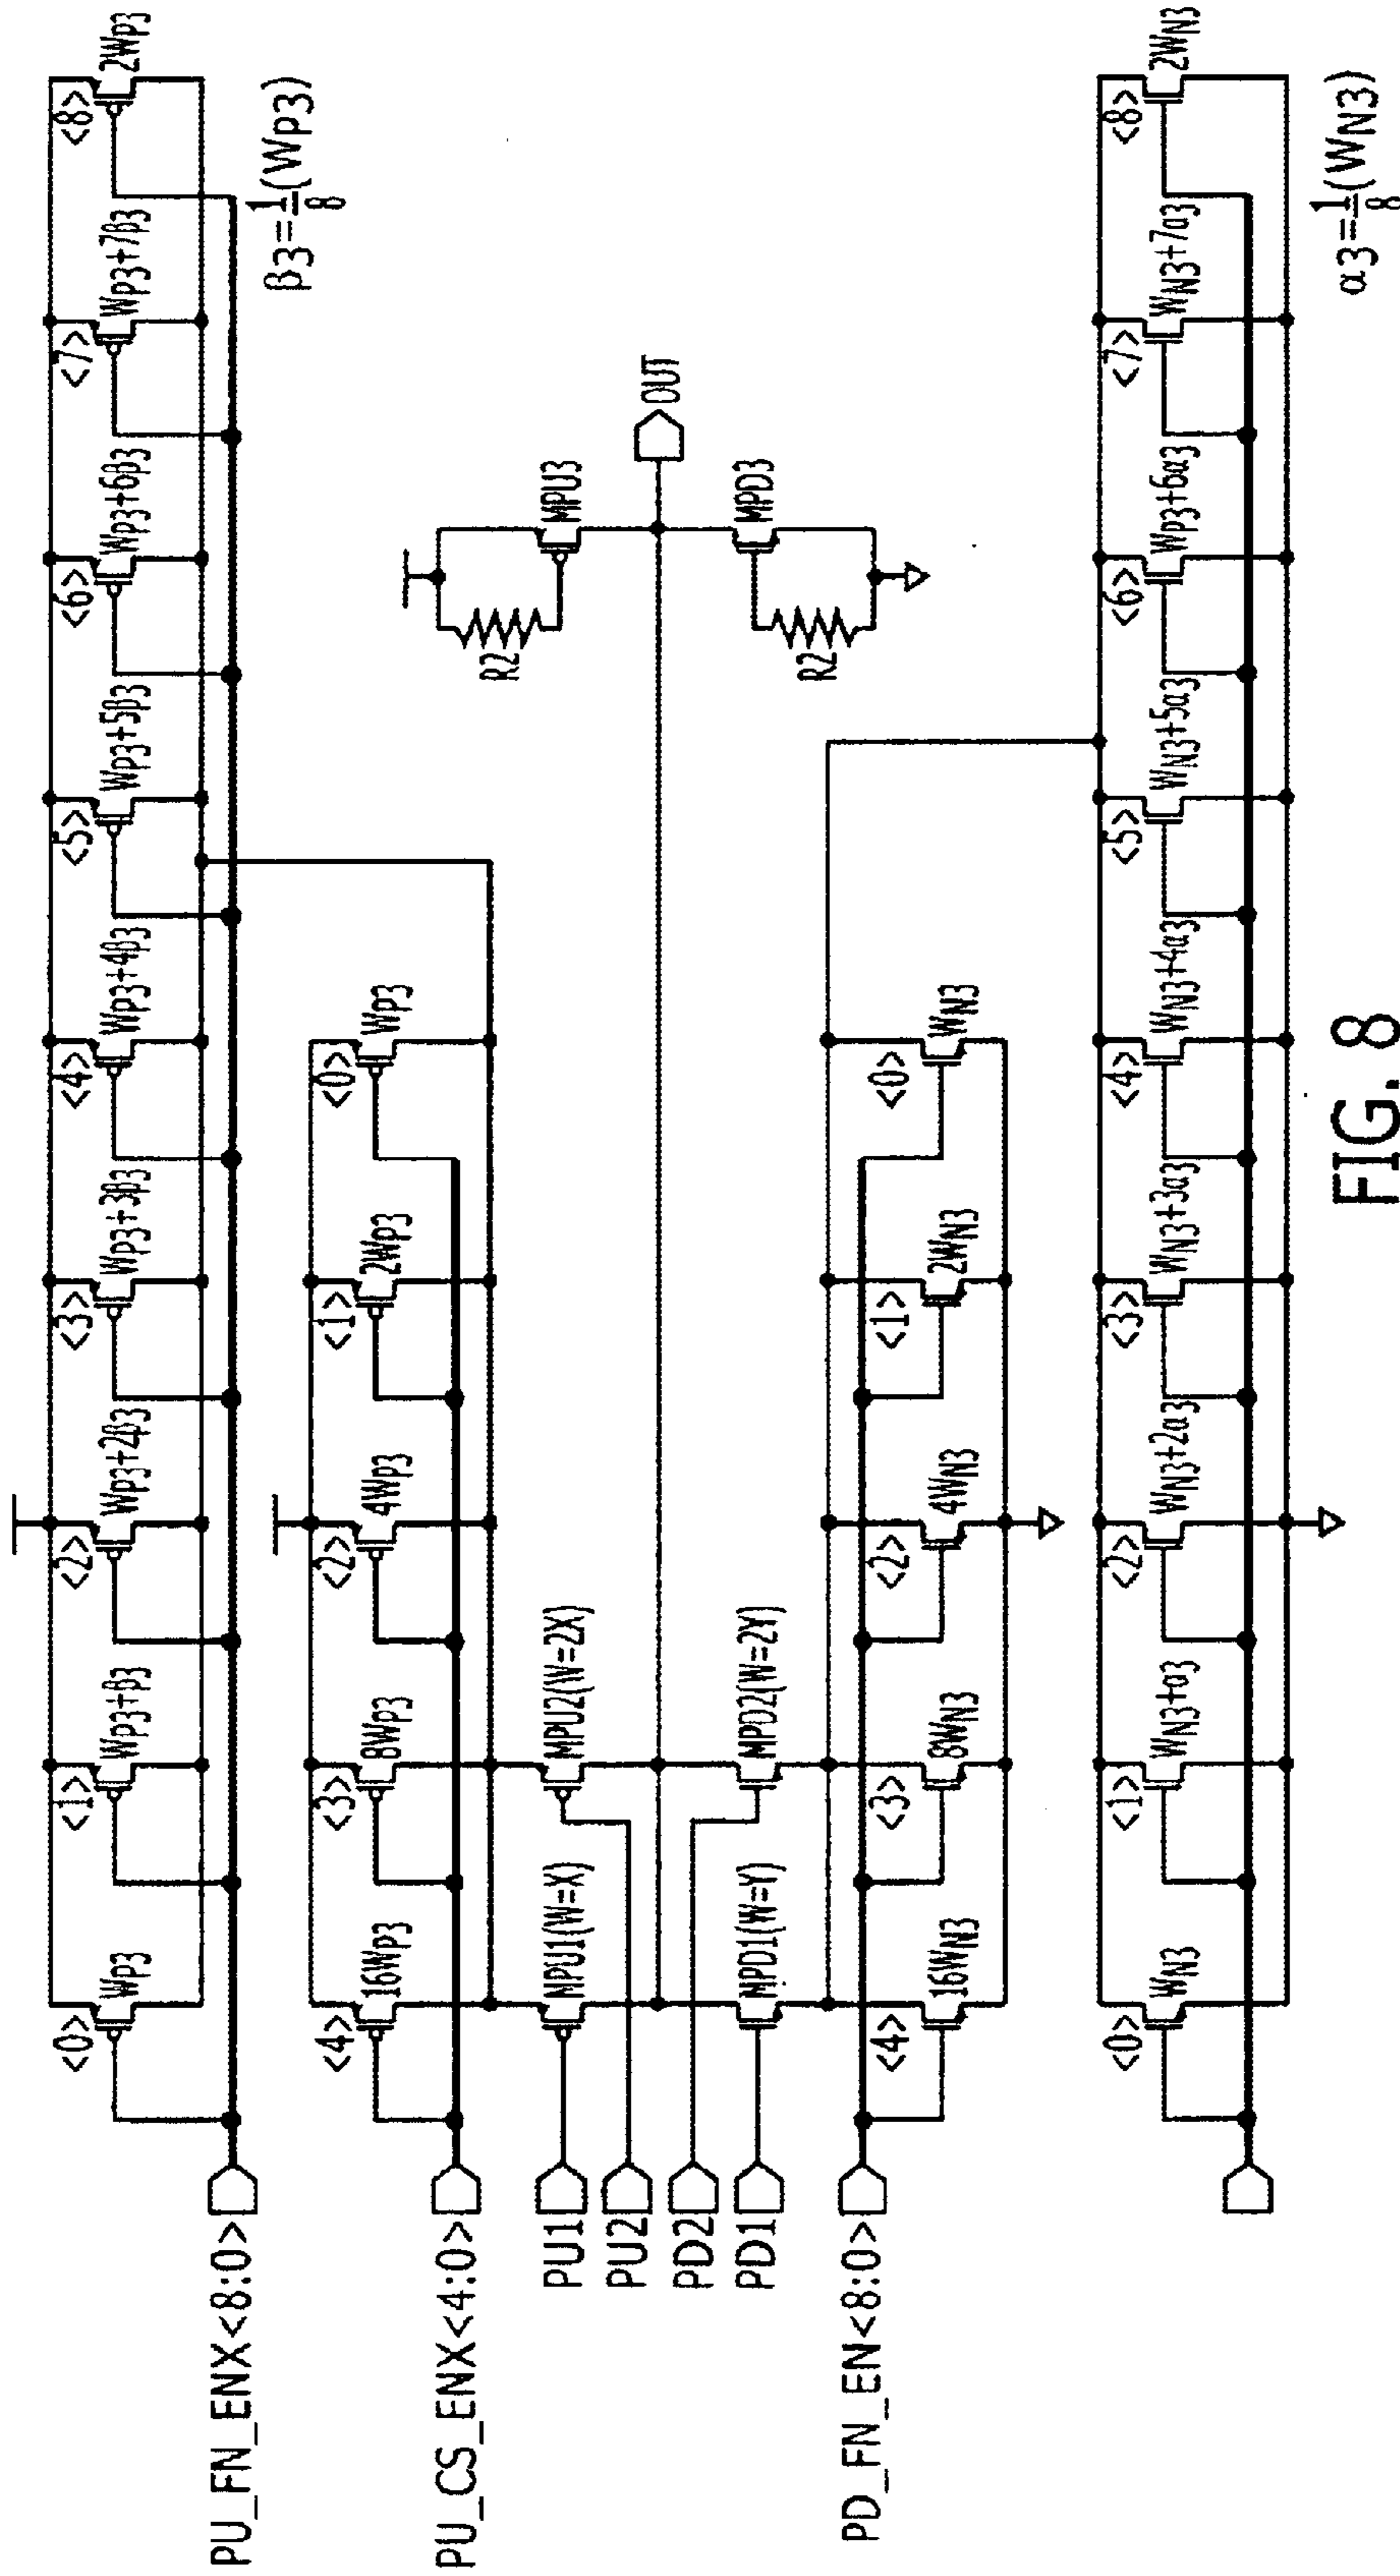 <0> <1> <2> <3> <4> <5> <6> <7> <8>
WP3 WP3+β3 WP3+2β3 WP3+3β3 WP3+4β3 WP3+5β3 WP3+6β3 WP3+7β3 2WP3
PU_FN_ENX<8:0>
β3=1/8(WP3)
<4> <3> <2> <1> <0>
16WP3 8WP3 4WP3 2WP3 WP3
PU_CS_ENX<4:0>
R2
MPU1(W=X) MPU2(W=2X) MPU3
PU1
PU2
OUT
PD2
PD1
MPD1(W=Y) MPD2(W=2Y) MPD3
R2
PD_FN_EN<8:0>
<4> <3> <2> <1> <0>
16WN3 8WN3 4WN3 2WN3 WN3
<0> <1> <2> <3> <4> <5> <6> <7> <8>
WN3 WN3+α3 WN3+2α3 WN3+3α3 WN3+4α3 WN3+5α3 WP3+6α3 WN3+7α3 2WN3
α3=1/8(WN3)
FIG. 8